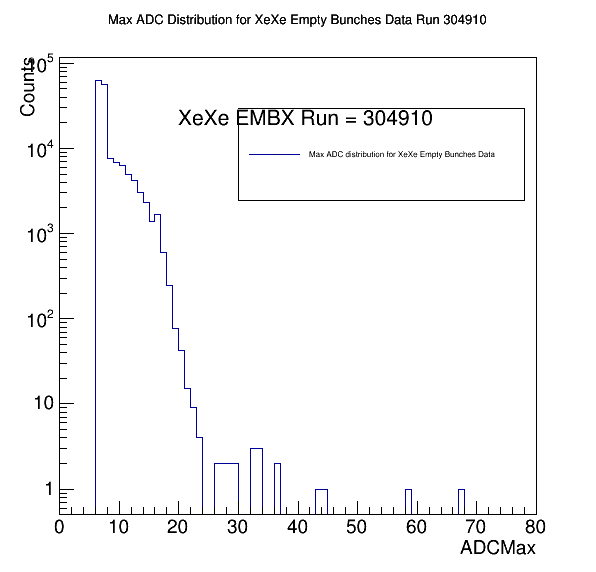 Max ADC Distribution for XeXe Empty Bunches Data Run 304910
Counts
10^5
XeXe EMBX Run = 304910
10^4
Max ADC distribution for XeXe Empty Bunches Data
10^3
10^2
10
1
0 10 20 30 40 50 60 70 80
ADCMax